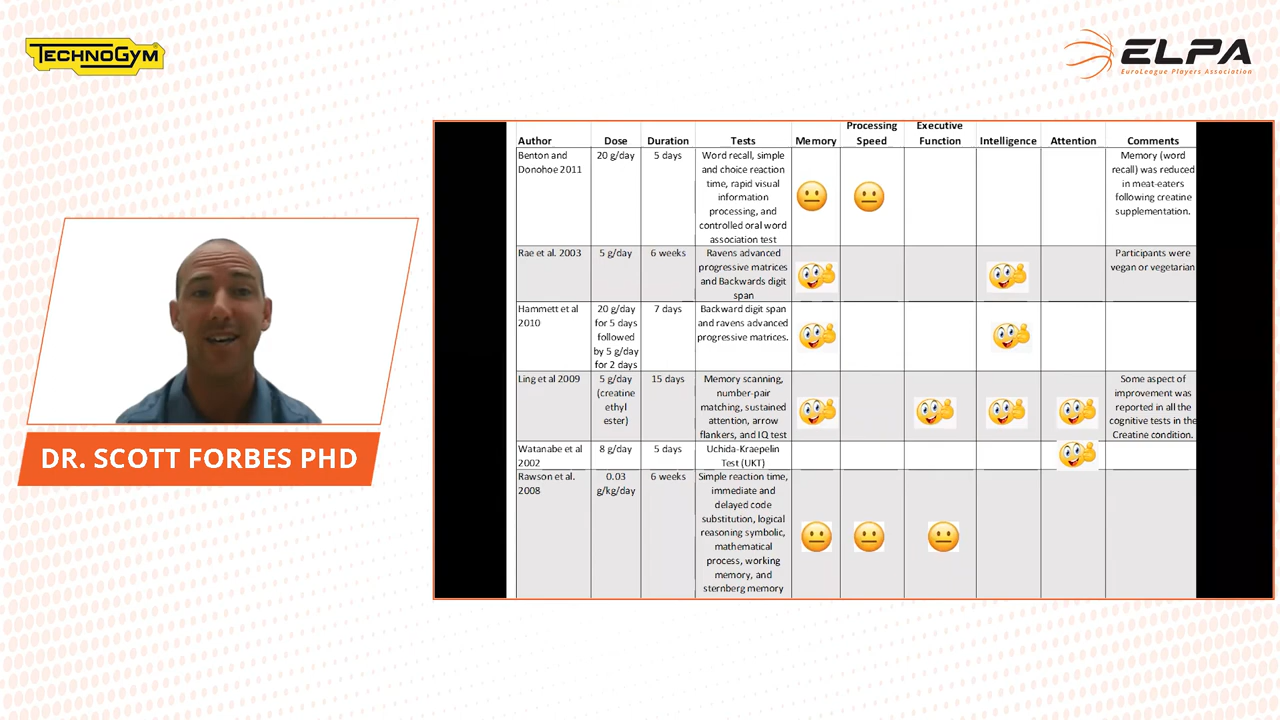 TECHNOGYM
ELPA
EuroLeague Players Association
DR. SCOTT FORBES PHD
Processing Executive
Author Dose Duration Tests Memory Speed Function Intelligence Attention Comments
Benton and
Donohoe 2011
20 g/day
5 days
Word recall, simple
and choice reaction
time, rapid visual
information
processing, and
controlled oral word
association test
Memory (word
recall) was reduced
in meat-eaters
following creatine
supplementation.
Rae et al. 2003
5 g/day
6 weeks
Ravens advanced
progressive matrices
and Backwards digit
span
Participants were
vegan or vegetarian
Hammett et al
2010
20 g/day
for 5 days
followed
by 5 g/day
for 2 days
7 days
Backward digit span
and ravens advanced
progressive matrices.
Ling et al 2009
5 g/day
(creatine
ethyl
ester)
15 days
Memory scanning,
number-pair
matching, sustained
attention, arrow
flankers, and IQ test
Some aspect of
improvement was
reported in all the
cognitive tests in the
Creatine condition.
Watanabe et al
2002
8 g/day
5 days
Uchida-Kraepelin
Test (UKT)
Rawson et al.
2008
0.03
g/kg/day
6 weeks
Simple reaction time,
immediate and
delayed code
substitution, logical
reasoning symbolic,
mathematical
process, working
memory, and
sternberg memory